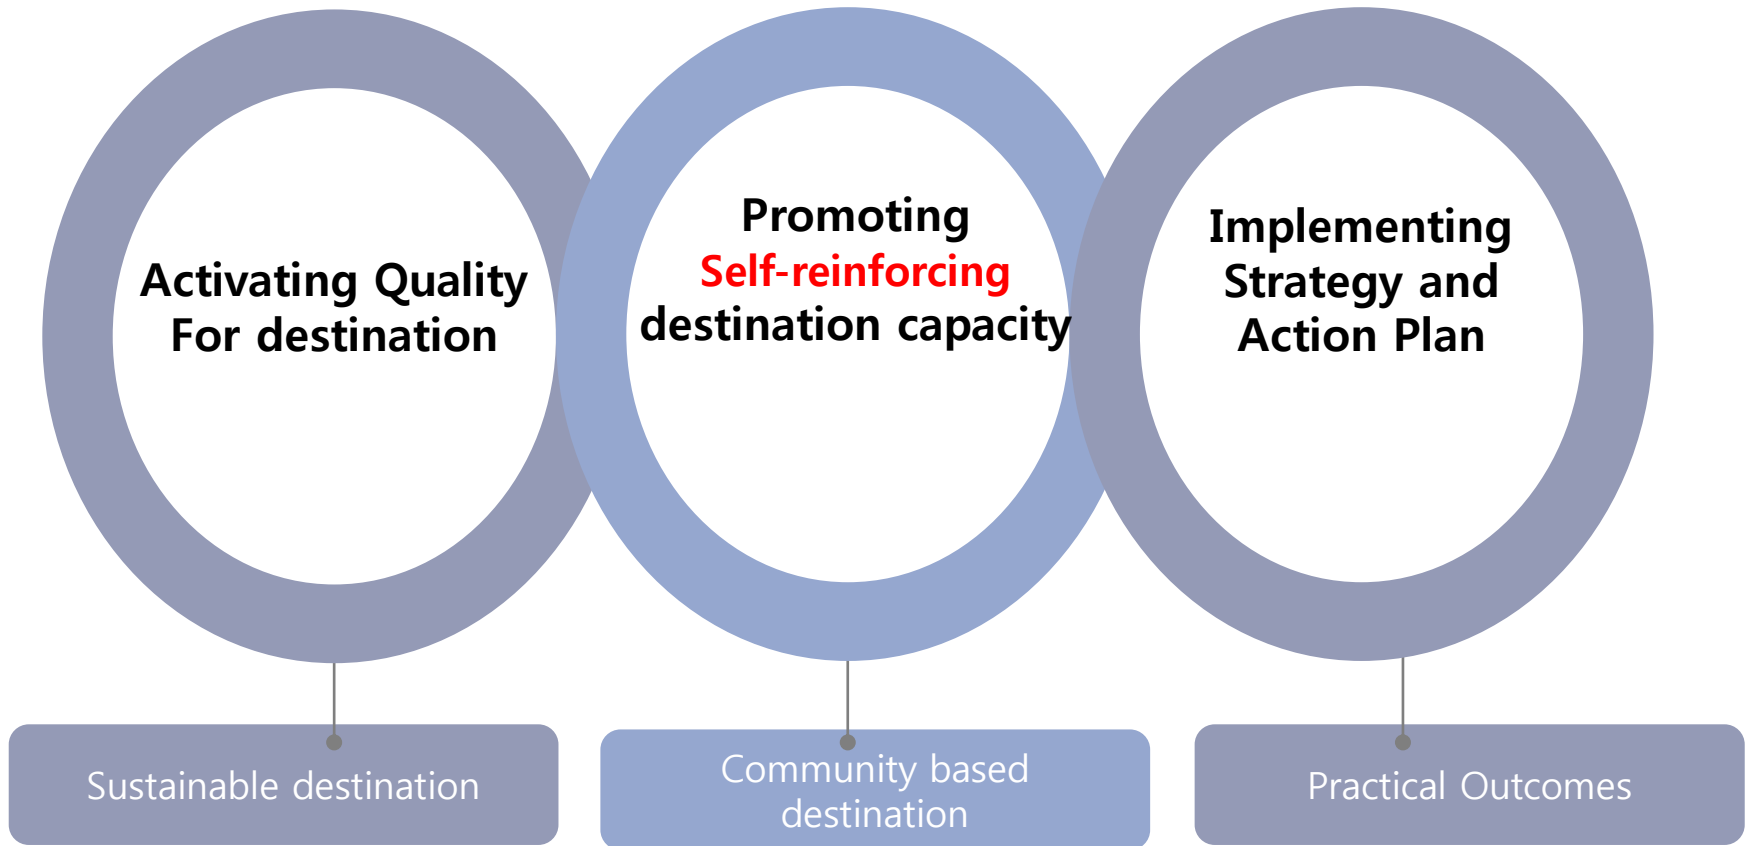 Activating Quality
For destination
Promoting
Self-reinforcing
destination capacity
Implementing
Strategy and
Action Plan
Sustainable destination
Community based
destination
Practical Outcomes